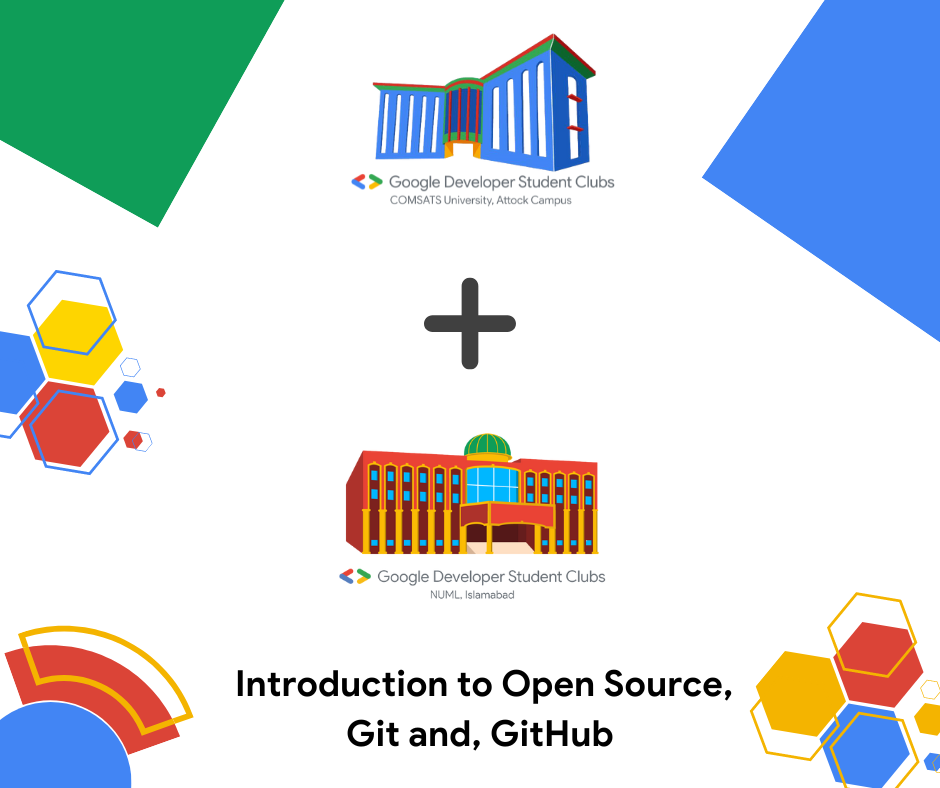 Google Developer Student Clubs
COMSATS University, Attock Campus
Google Developer Student Clubs
NUML, Islamabad
Introduction to Open Source,
Git and, GitHub